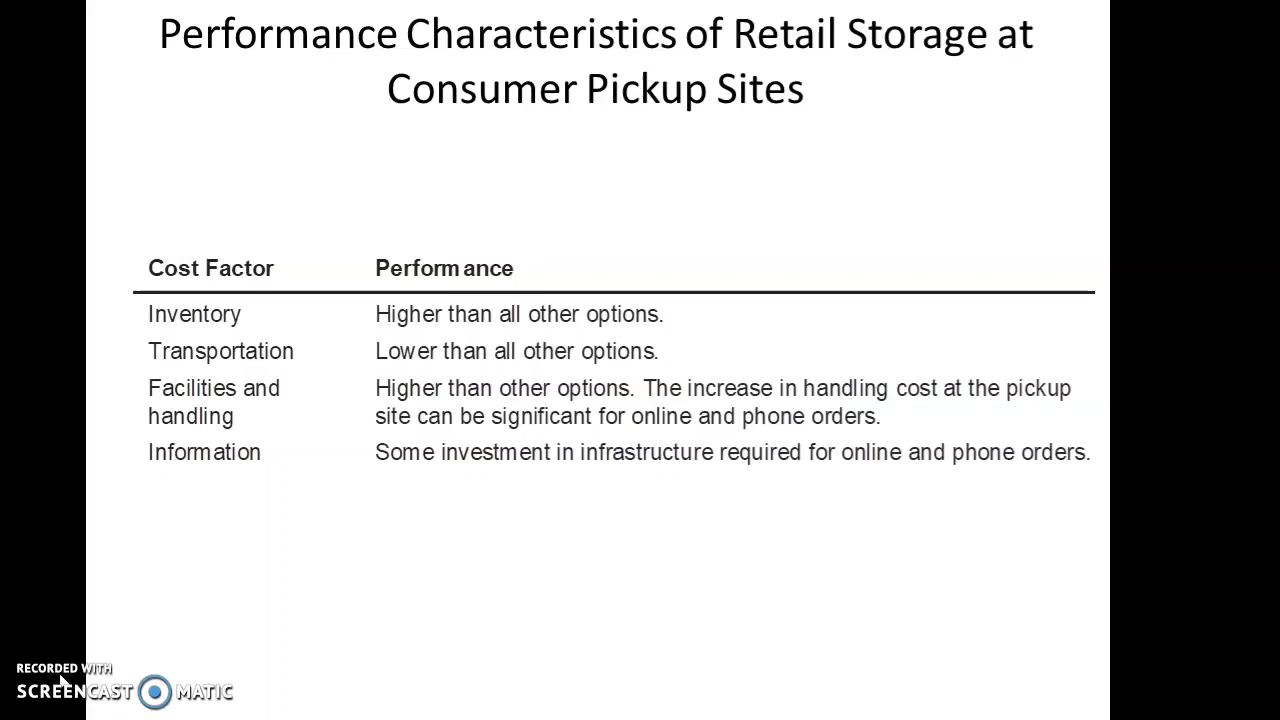 Performance Characteristics of Retail Storage at
Consumer Pickup Sites
Cost Factor Performance
Inventory Higher than all other options.
Transportation Lower than all other options.
Facilities and Higher than other options. The increase in handling cost at the pickup
handling site can be significant for online and phone orders.
Information Some investment in infrastructure required for online and phone orders.
RECORDED WITH
SCREENCAST MATIC